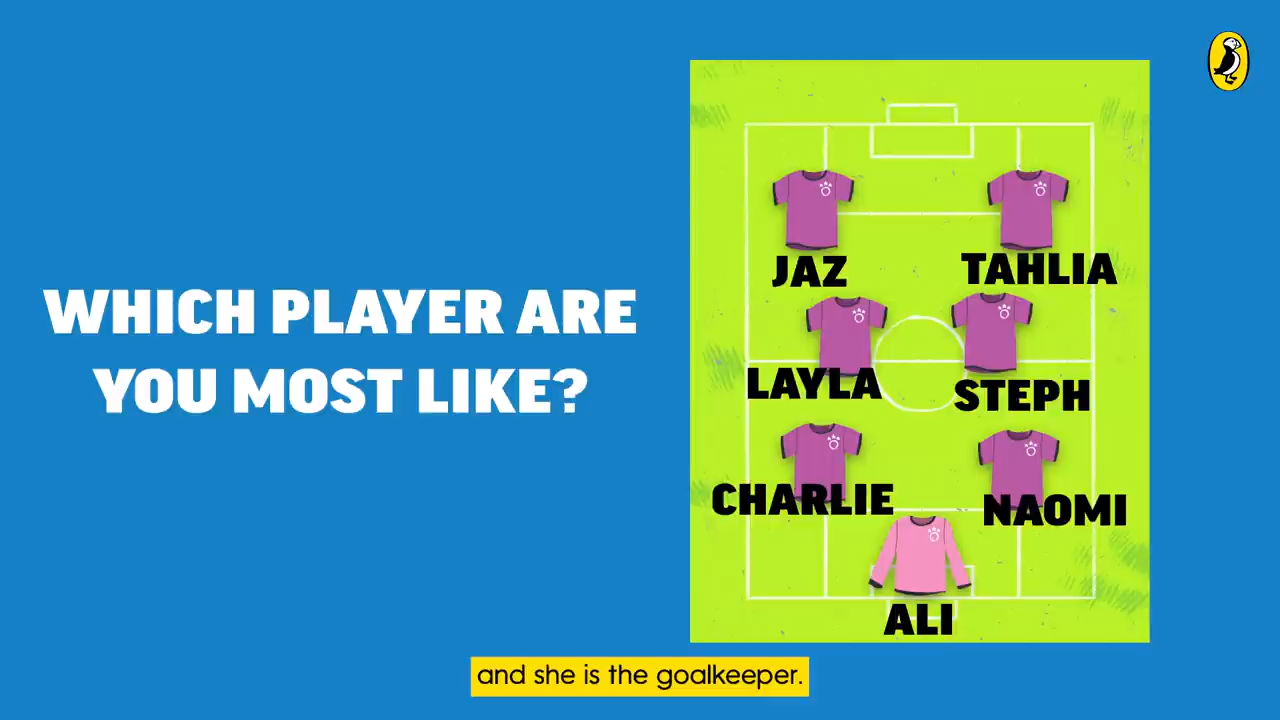 WHICH PLAYER ARE
YOU MOST LIKE?
JAZ
TAHLIA
LAYLA
STEPH
CHARLIE
NAOMI
ALI
and she is the goalkeeper.